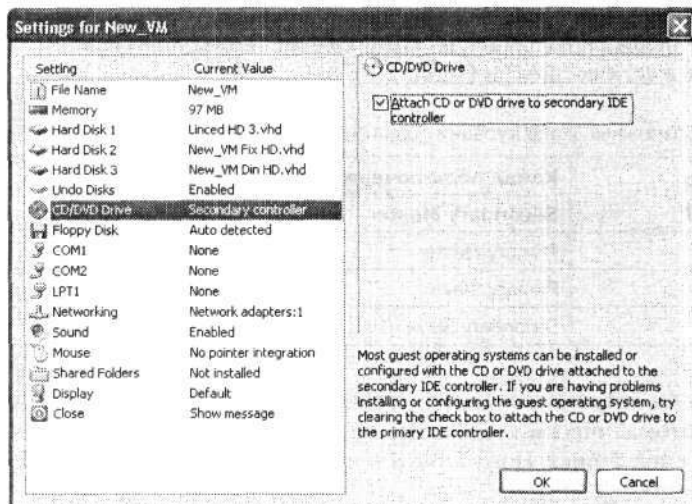 Settings for New_VM
Setting Current Value
File Name New_VM
Memory 97 MB
Hard Disk 1 Linced HD 3.vhd
Hard Disk 2 New_VM Fix HD.vhd
Hard Disk 3 New_VM Din HD.vhd
Undo Disks Enabled
CD/DVD Drive Secondary controller
Floppy Disk Auto detected
COM1 None
COM2 None
LPT1 None
Networking Network adapters:1
Sound Enabled
Mouse No pointer integration
Shared Folders Not installed
Display Default
Close Show message
CD/DVD Drive
Attach CD or DVD drive to secondary IDE
controller
Most guest operating systems can be installed or
configured with the CD or DVD drive attached to the
secondary IDE controller. If you are having problems
installing or configuring the guest operating system, try
clearing the check box to attach the CD or DVD drive to
the primary IDE controller.
OK Cancel